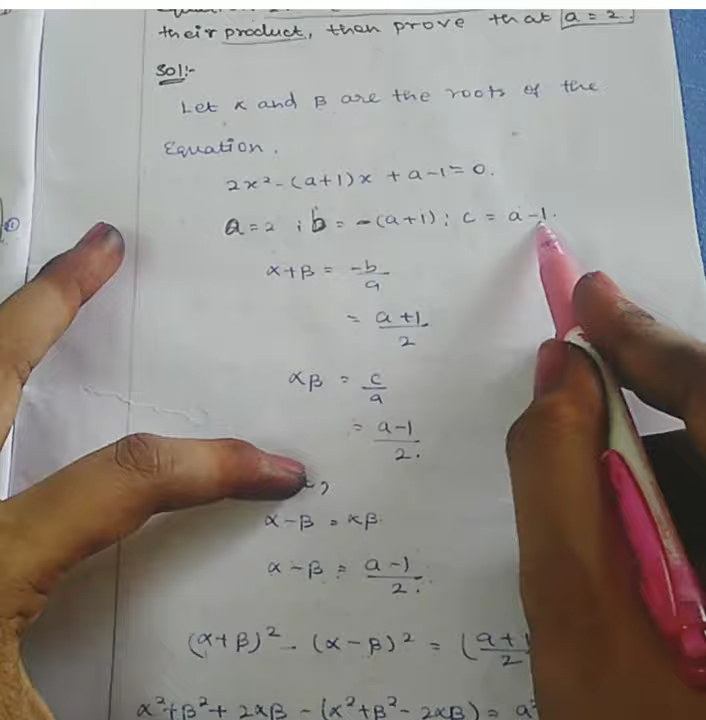 their product, then prove that a = 2.
Sol:-
Let α and β are the roots of the
Equation.
2x² - (a+1)x + a-1 = 0.
a = 2 ; b = -(a+1) ; c = a-1.
α+β = -b/a
= a+1/2
αβ = c/a
= a-1/2.
α-β = αβ.
α-β = a-1/2.
(α+β)² - (α-β)² = (a+1/2
α²+β²+2αβ - (α²+β²-2αβ) =